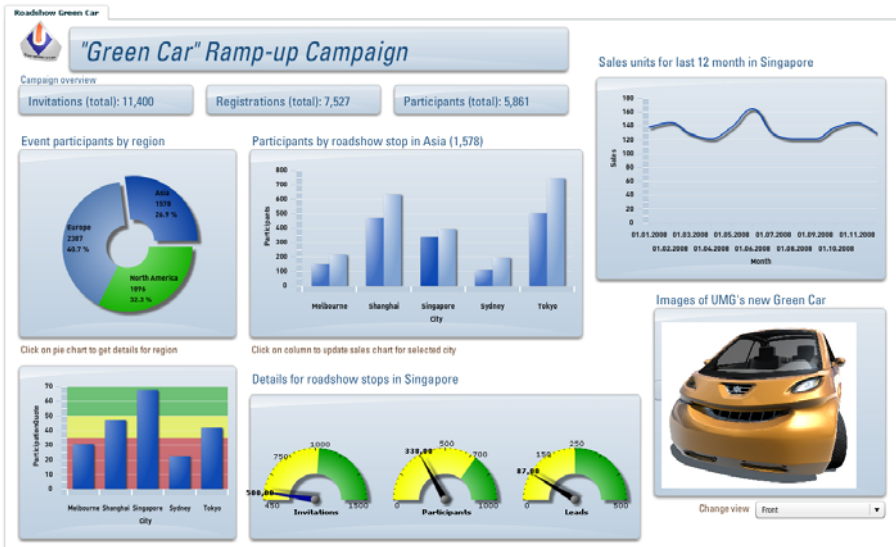 Roadshow Green Car
"Green Car" Ramp-up Campaign
Campaign overview
Invitations (total): 11,400
Registrations (total): 7,527
Participants (total): 5,861
Event participants by region
Asia
1578
26.9 %
Europe
2387
40.7 %
North America
1896
32.3 %
Click on pie chart to get details for region
Participants by roadshow stop in Asia (1,578)
Participants
800
700
600
500
400
300
200
100
0
Melbourne Shanghai Singapore Sydney Tokyo
City
Click on column to update sales chart for selected city
Sales units for last 12 month in Singapore
Sales
180
160
140
120
100
80
60
40
20
0
01.01.2008 01.03.2008 01.05.2008 01.07.2008 01.09.2008 01.11.2008
01.02.2008 01.04.2008 01.06.2008 01.08.2008 01.10.2008
Month
ParticipationQuote
70
60
50
40
30
20
10
0
Melbourne Shanghai Singapore Sydney Tokyo
City
Details for roadshow stops in Singapore
500,00
450
750
1000
1500
Invitations
338,00
0
500
700
1000
Participants
87,00
0
150
250
500
Leads
Images of UMG's new Green Car
Change view
Front